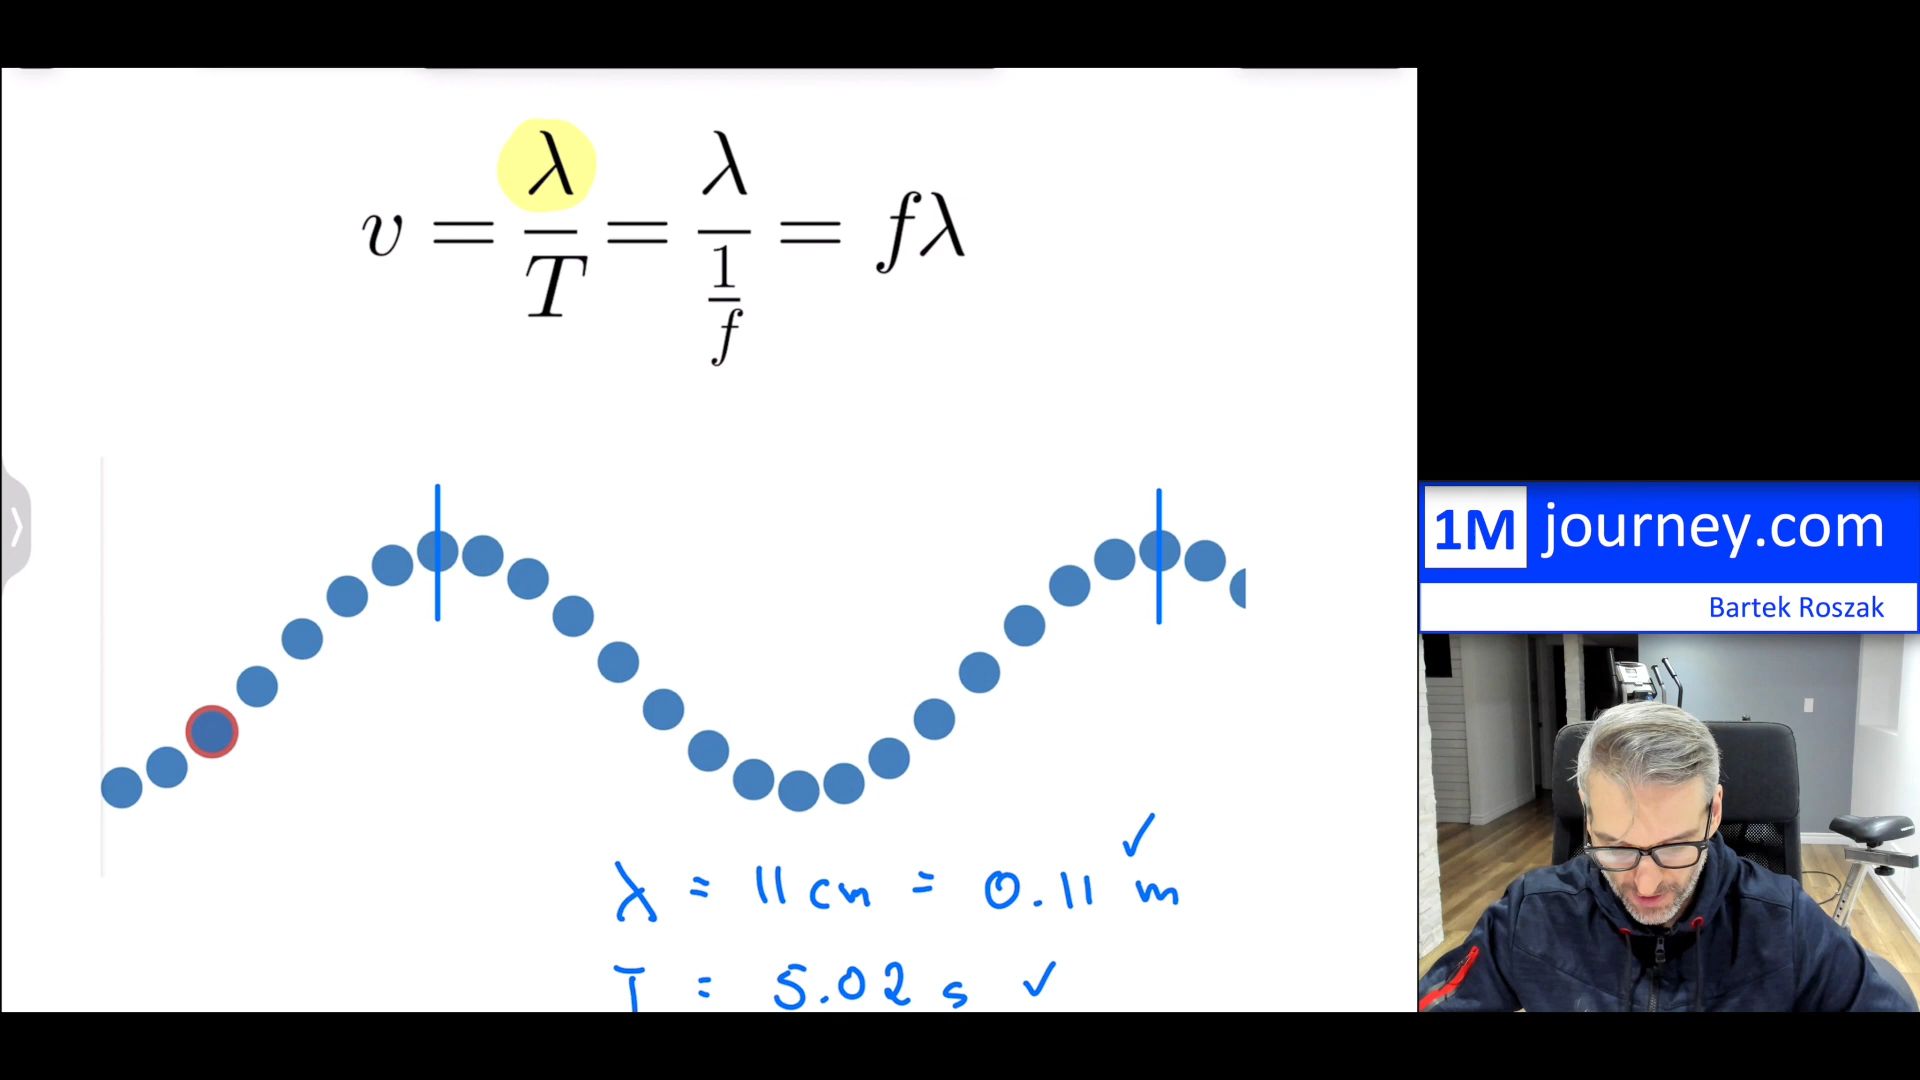 v = λ/T = λ/(1/f) = fλ
1M journey.com
Bartek Roszak
λ = 11 cm = 0.11 m ✓
T = 5.02 s ✓